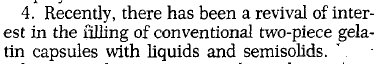 4. Recently, there has been a revival of inter-
est in the filling of conventional two-piece gela-
tin capsules with liquids and semisolids.